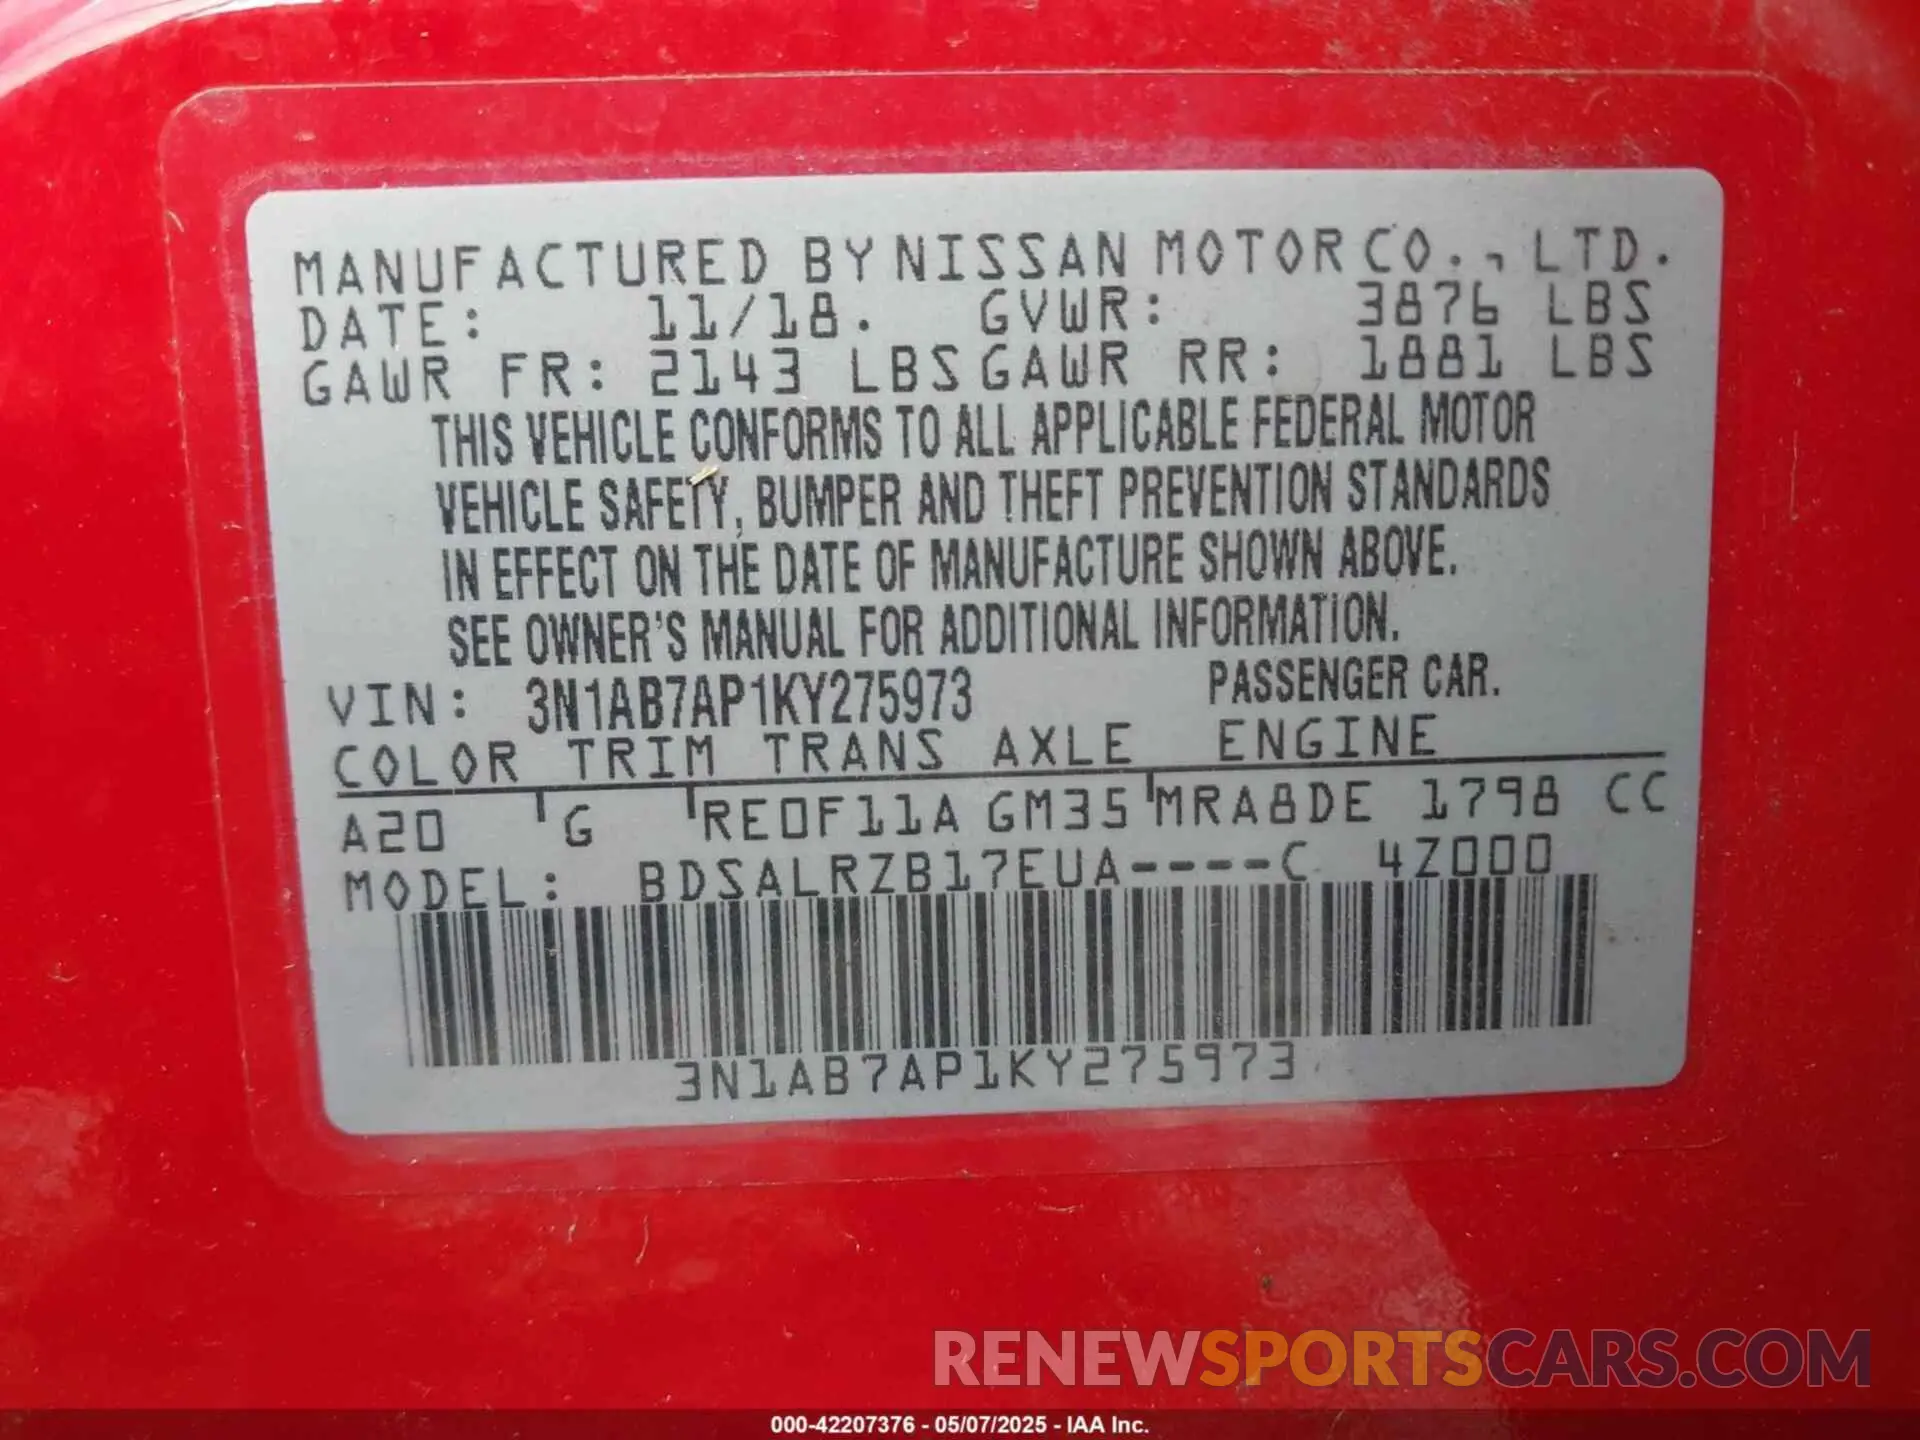 MANUFACTURED BY NISSAN MOTOR CO., LTD.
DATE: 11/18. GVWR: 3876 LBS
GAWR FR: 2143 LBS GAWR RR: 1881 LBS
THIS VEHICLE CONFORMS TO ALL APPLICABLE FEDERAL MOTOR
VEHICLE SAFETY, BUMPER AND THEFT PREVENTION STANDARDS
IN EFFECT ON THE DATE OF MANUFACTURE SHOWN ABOVE.
SEE OWNER'S MANUAL FOR ADDITIONAL INFORMATION.
VIN: 3N1AB7AP1KY275973 PASSENGER CAR.
COLOR TRIM TRANS AXLE ENGINE
A20 G RE0F11A GM35 MRA8DE 1798 CC
MODEL: BDSALRZB17EUA----C 4Z000
3N1AB7AP1KY275973
RENEWSPORTSCARS.COM
000-42207376 - 05/07/2025 - IAA Inc.